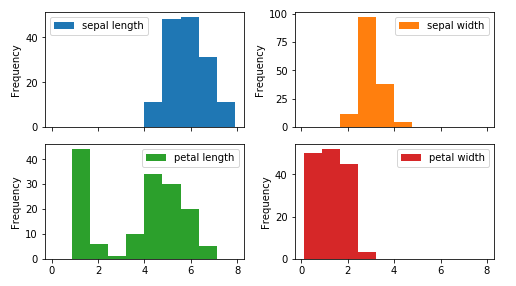 sepal length
Frequency
40
20
0
sepal width
Frequency
100
75
50
25
0
petal length
Frequency
40
30
20
10
0
0 2 4 6 8
petal width
Frequency
40
20
0
0 2 4 6 8